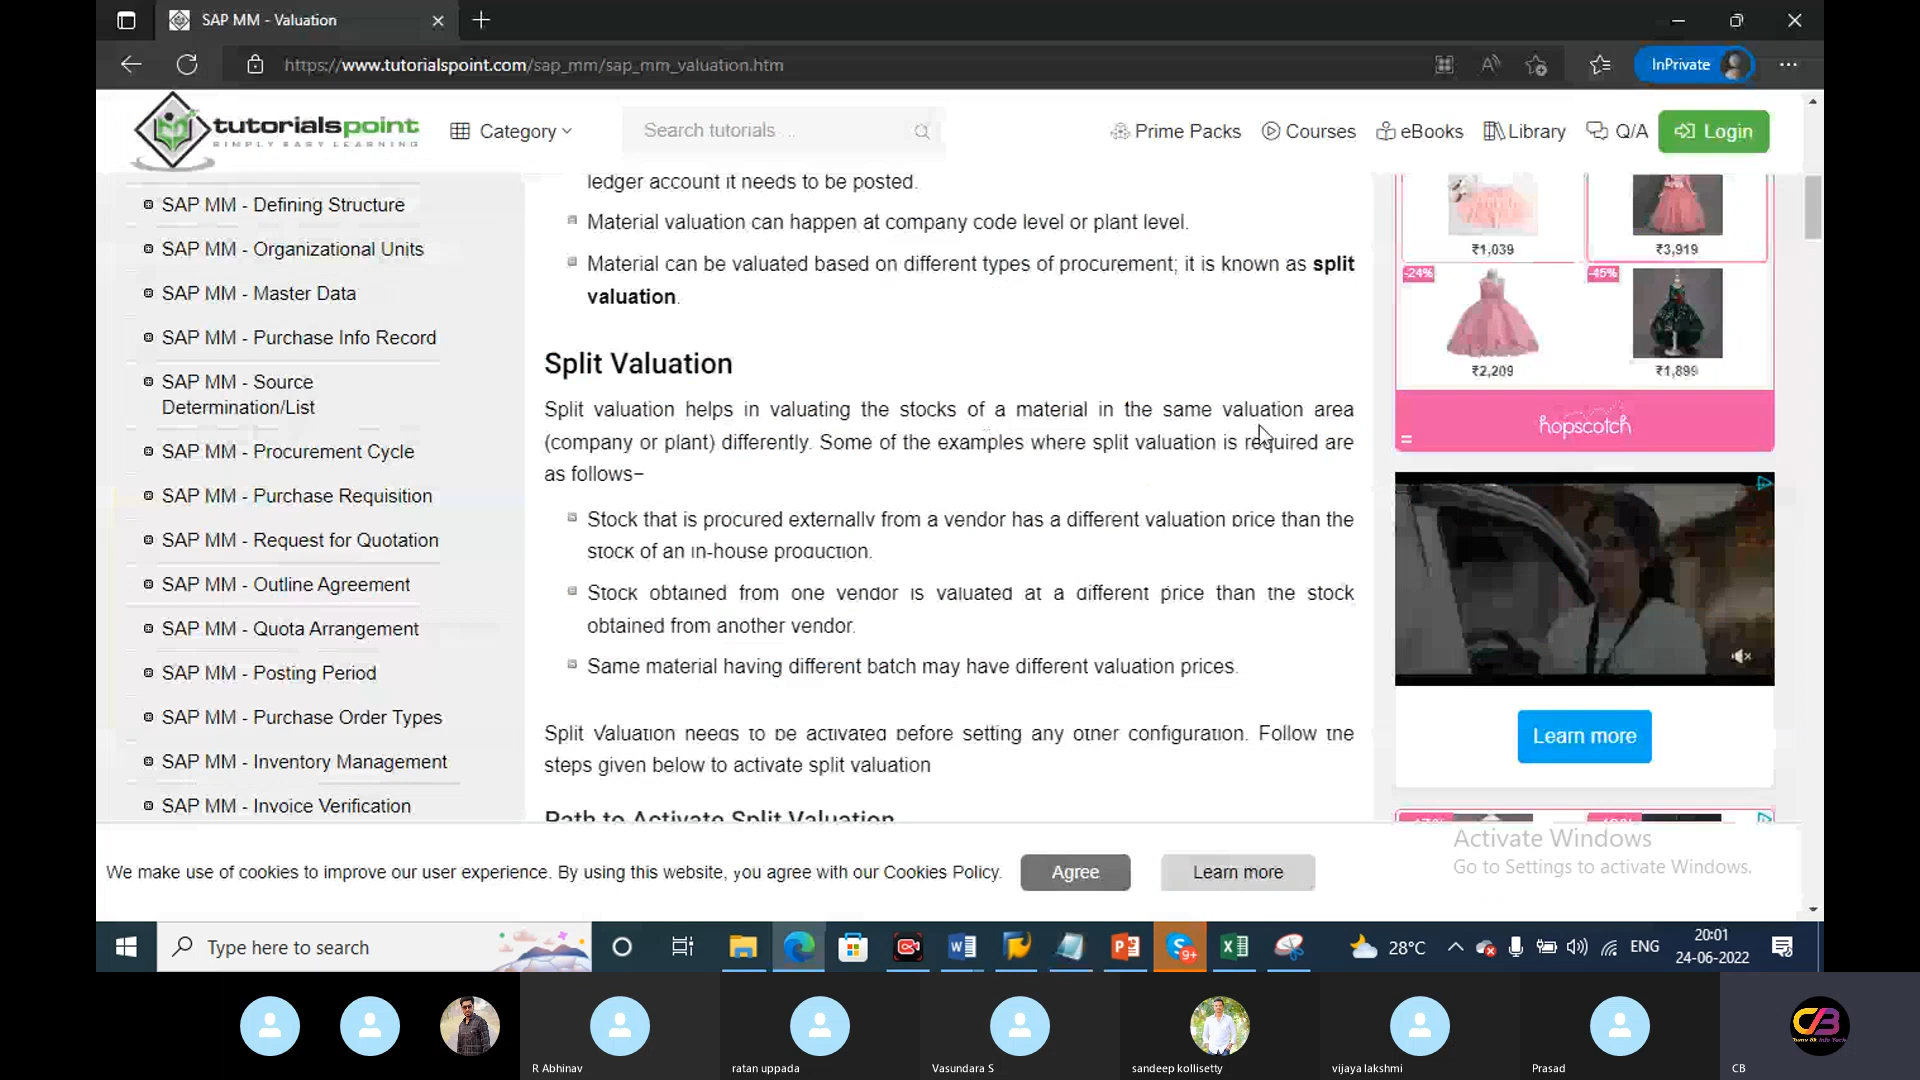 SAP MM - Valuation
https://www.tutorialspoint.com/sap_mm/sap_mm_valuation.htm
InPrivate
tutorialspoint
SIMPLY EASY LEARNING
Category
Search tutorials ...
Prime Packs
Courses
eBooks
Library
Q/A
Login
SAP MM - Defining Structure
SAP MM - Organizational Units
SAP MM - Master Data
SAP MM - Purchase Info Record
SAP MM - Source
Determination/List
SAP MM - Procurement Cycle
SAP MM - Purchase Requisition
SAP MM - Request for Quotation
SAP MM - Outline Agreement
SAP MM - Quota Arrangement
SAP MM - Posting Period
SAP MM - Purchase Order Types
SAP MM - Inventory Management
SAP MM - Invoice Verification
ledger account it needs to be posted.
Material valuation can happen at company code level or plant level.
Material can be valuated based on different types of procurement; it is known as split
valuation.
Split Valuation
Split valuation helps in valuating the stocks of a material in the same valuation area
(company or plant) differently. Some of the examples where split valuation is required are
as follows−
Stock that is procured externally from a vendor has a different valuation price than the
stock of an in-house production.
Stock obtained from one vendor is valuated at a different price than the stock
obtained from another vendor.
Same material having different batch may have different valuation prices.
Split Valuation needs to be activated before setting any other configuration. Follow the
steps given below to activate split valuation
Path to Activate Split Valuation
₹1,039
₹3,919
-24%
-45%
₹2,209
₹1,899
hopscotch
Learn more
Activate Windows
Go to Settings to activate Windows.
We make use of cookies to improve our user experience. By using this website, you agree with our Cookies Policy.
Agree
Learn more
Type here to search
9+
28°C
ENG
20:01
24-06-2022
R Abhinav
ratan uppada
Vasundara S
sandeep kollisetty
vijaya lakshmi
Prasad
CB